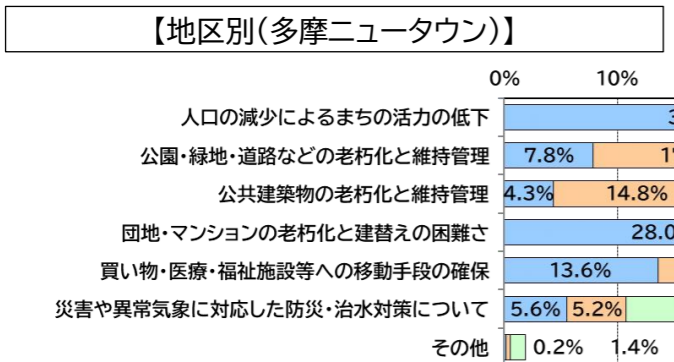 【地区別(多摩ニュータウン)】
0% 10%
人口の減少によるまちの活力の低下
公園・緑地・道路などの老朽化と維持管理 7.8%
公共建築物の老朽化と維持管理 4.3% 14.8%
団地・マンションの老朽化と建替えの困難さ 28.0
買い物・医療・福祉施設等への移動手段の確保 13.6%
災害や異常気象に対応した防災・治水対策について 5.6% 5.2%
その他 0.2% 1.4%